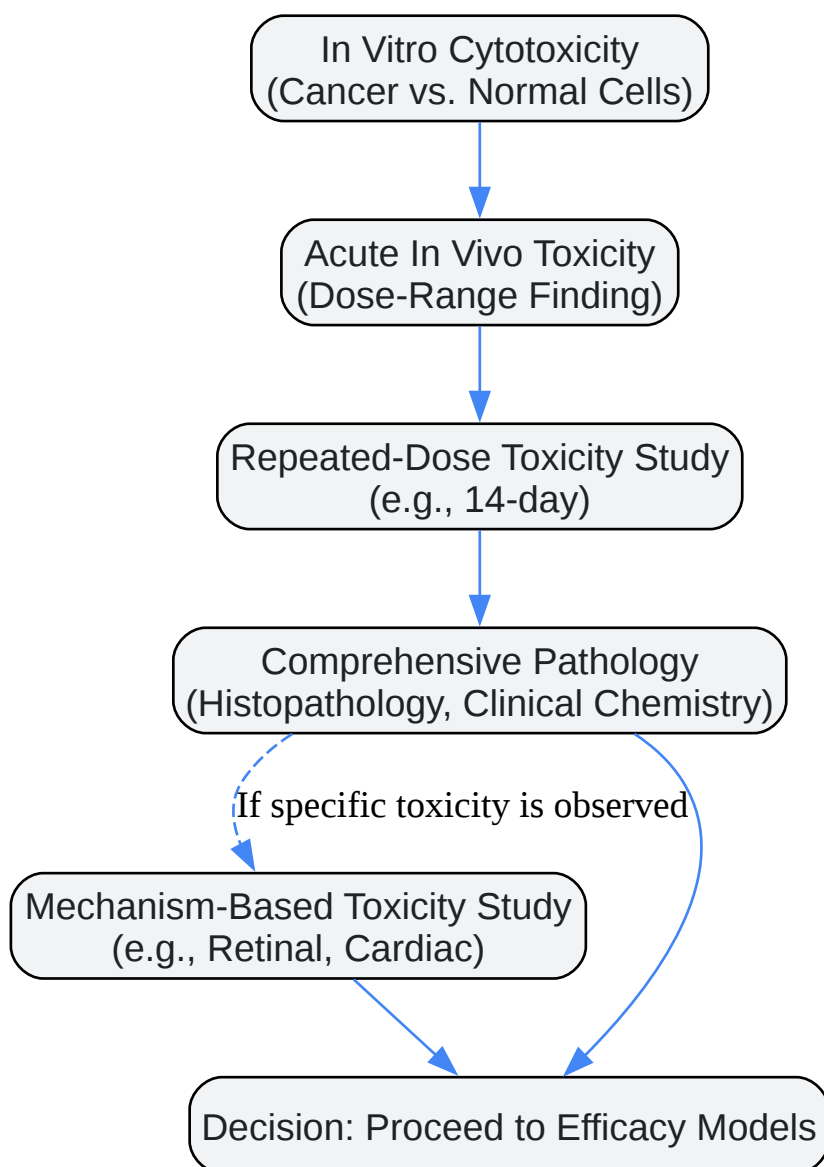 In Vitro Cytotoxicity
(Cancer vs. Normal Cells)
Acute In Vivo Toxicity
(Dose-Range Finding)
Repeated-Dose Toxicity Study
(e.g., 14-day)
Comprehensive Pathology
(Histopathology, Clinical Chemistry)
If specific toxicity is observed
Mechanism-Based Toxicity Study
(e.g., Retinal, Cardiac)
Decision: Proceed to Efficacy Models